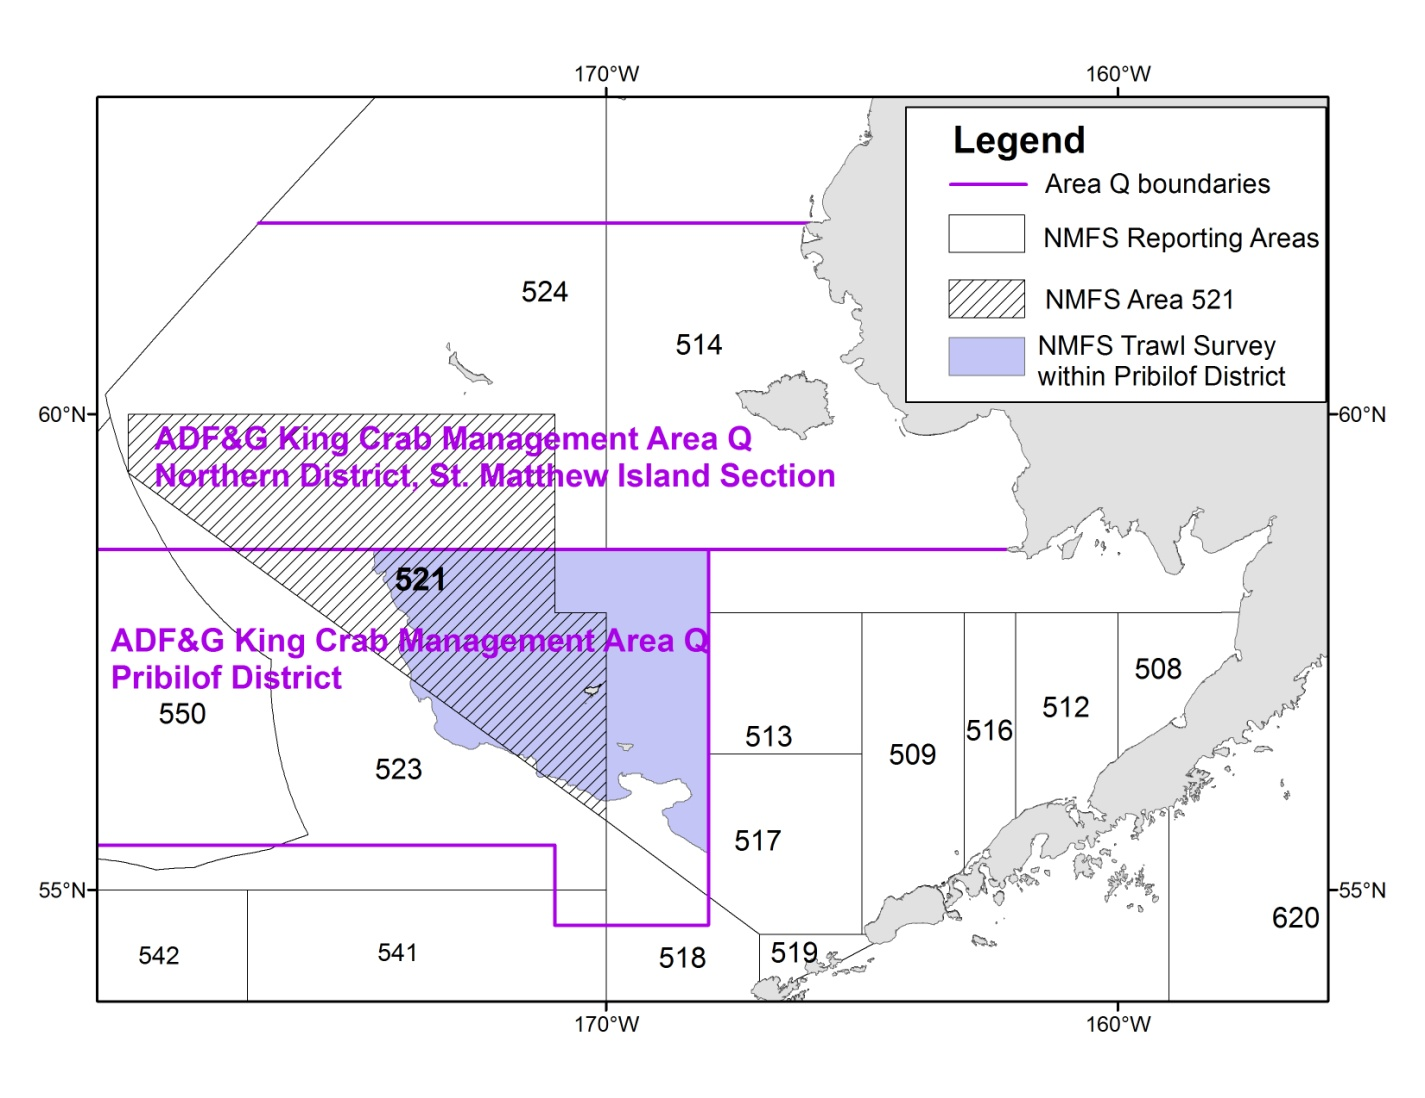 170°W
160°W
Legend
Area Q boundaries
NMFS Reporting Areas
NMFS Area 521
NMFS Trawl Survey
within Pribilof District
524
514
60°N
60°N
ADF&G King Crab Management Area Q
Northern District, St. Matthew Island Section
521
ADF&G King Crab Management Area Q
Pribilof District
550
523
513
517
509
516
512
508
55°N
55°N
542
541
518
519
620
170°W
160°W